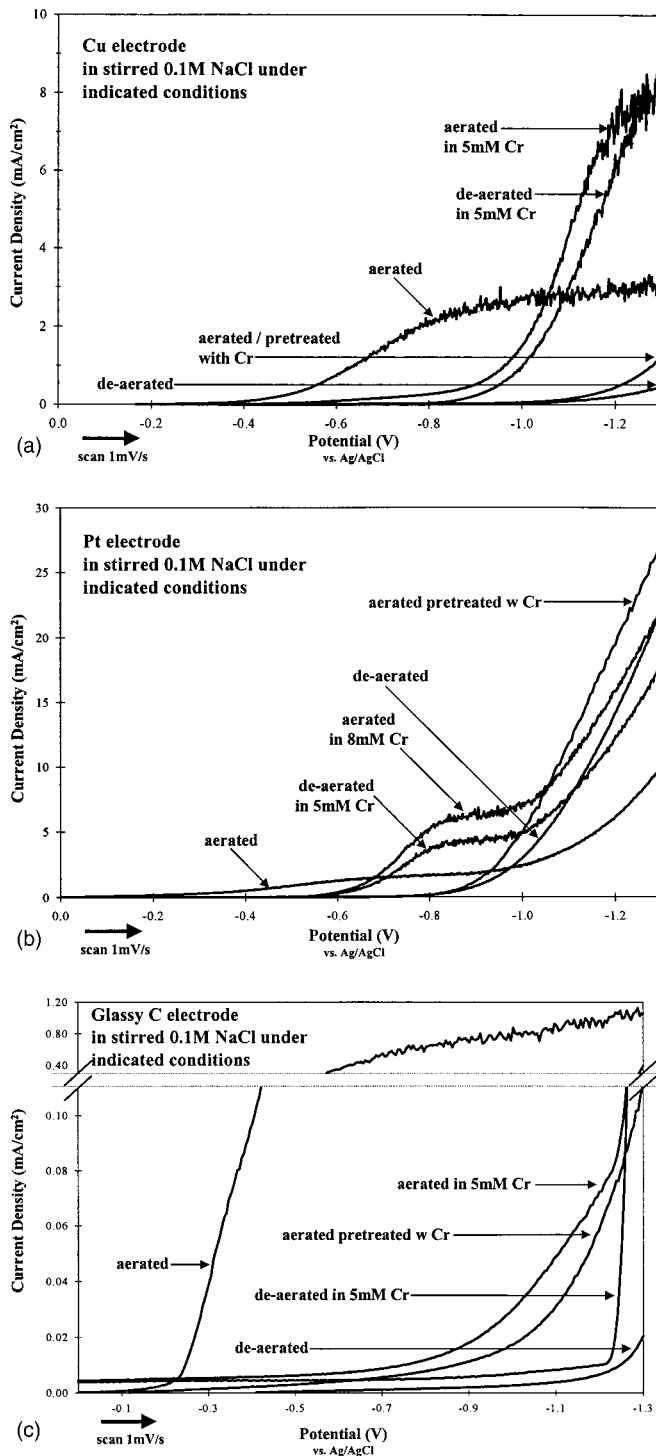 Cu electrode
in stirred 0.1M NaCl under
indicated conditions
aerated
in 5mM Cr
de-aerated
in 5mM Cr
aerated
aerated / pretreated
with Cr
de-aerated
Current Density (mA/cm²)
10
8
6
4
2
0
0.0 -0.2 -0.4 -0.6 -0.8 -1.0 -1.2
(a)
scan 1mV/s
Potential (V)
vs. Ag/AgCl
Pt electrode
in stirred 0.1M NaCl under
indicated conditions
aerated pretreated w Cr
de-aerated
aerated
in 8mM Cr
de-aerated
in 5mM Cr
aerated
Current Density (mA/cm²)
30
25
20
15
10
5
0
0.0 -0.2 -0.4 -0.6 -0.8 -1.0 -1.2
(b)
scan 1mV/s
Potential (V)
vs. Ag/AgCl
Glassy C electrode
in stirred 0.1M NaCl under
indicated conditions
aerated in 5mM Cr
aerated pretreated w Cr
aerated
de-aerated in 5mM Cr
de-aerated
Current Density (mA/cm²)
1.20
0.80
0.40
0.10
0.08
0.06
0.04
0.02
0.00
-0.1 -0.3 -0.5 -0.7 -0.9 -1.1 -1.3
(c)
scan 1mV/s
Potential (V)
vs. Ag/AgCl